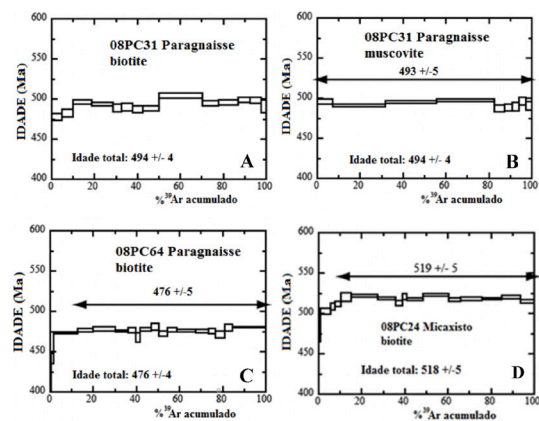 600
550
500
475
450
400
IDADE (Ma)
08PC31 Paragnaisse
biotite
Idade total: 494 +/- 4
A
0 20 40 60 80 100
%³⁹Ar acumulado
600
550
500
475
450
400
IDADE (Ma)
08PC31 Paragnaisse
muscovite
493 +/-5
Idade total: 494 +/- 4
B
0 20 40 60 80 100
%³⁹Ar acumulado
600
550
500
450
400
IDADE (Ma)
08PC64 Paragnaisse
biotite
476 +/-5
Idade total: 476 +/-4
C
0 20 40 60 80 100
%³⁹Ar acumulado
600
550
500
450
400
IDADE (Ma)
519 +/- 5
08PC24 Micaxisto
biotite
Idade total: 518 +/-5
D
0 20 40 60 80 100
%³⁹Ar acumulado